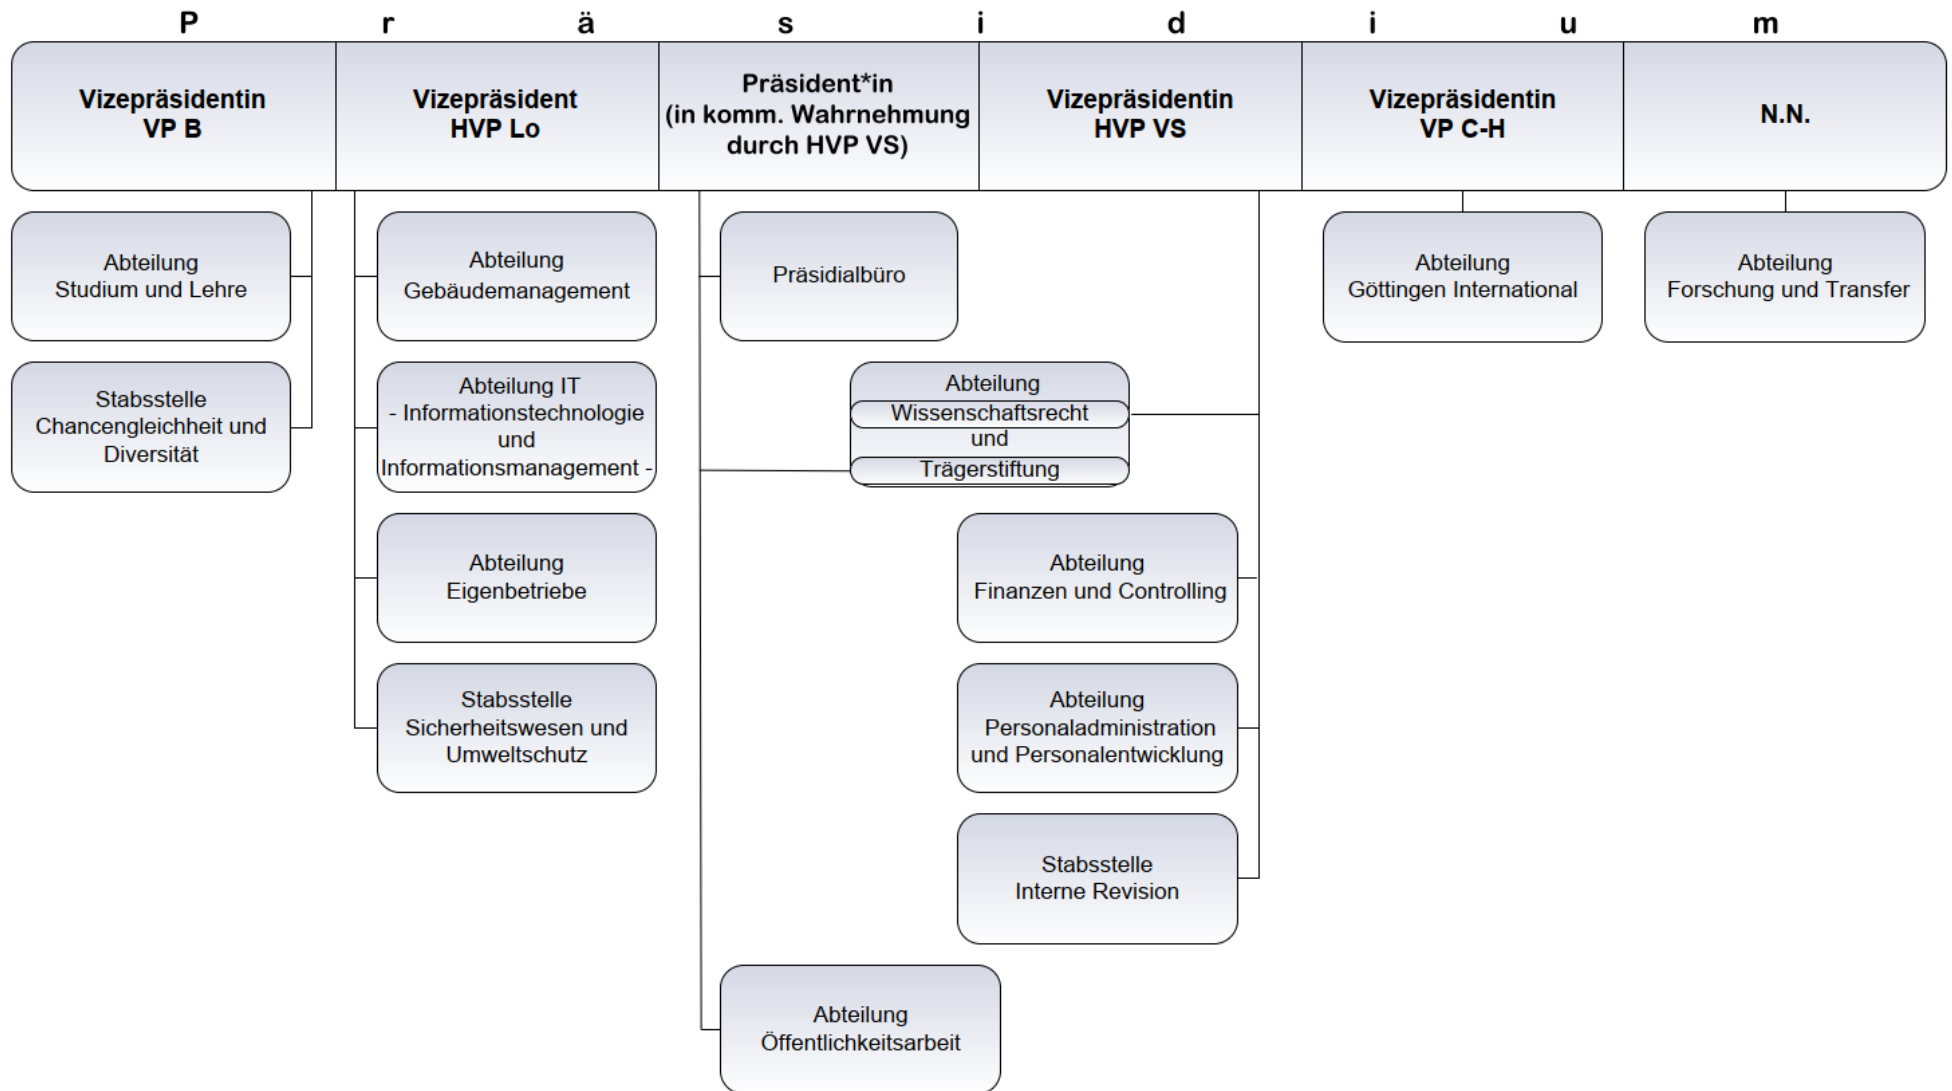 P r ä s i d i u m
Vizepräsidentin
VP B
Vizepräsident
HVP Lo
Präsident*in
(in komm. Wahrnehmung
durch HVP VS)
Vizepräsidentin
HVP VS
Vizepräsidentin
VP C-H
N.N.
Abteilung
Studium und Lehre
Stabsstelle
Chancengleichheit und
Diversität
Abteilung
Gebäudemanagement
Abteilung IT
- Informationstechnologie
und
Informationsmanagement -
Abteilung
Eigenbetriebe
Stabsstelle
Sicherheitswesen und
Umweltschutz
Präsidialbüro
Abteilung
Wissenschaftsrecht
und
Trägerstiftung
Abteilung
Finanzen und Controlling
Abteilung
Personaladministration
und Personalentwicklung
Stabsstelle
Interne Revision
Abteilung
Öffentlichkeitsarbeit
Abteilung
Göttingen International
Abteilung
Forschung und Transfer